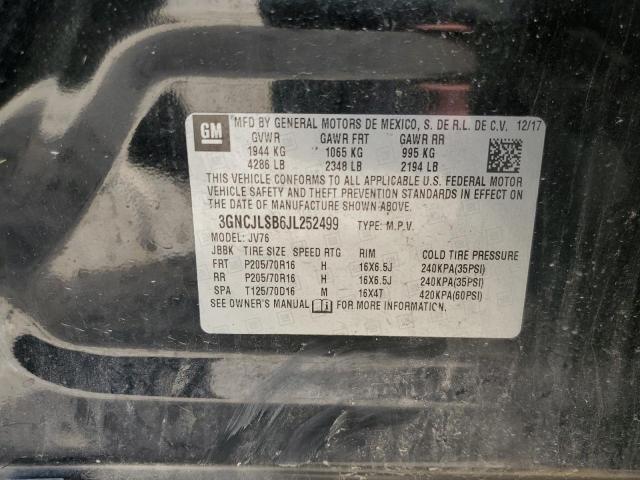 GM
MFD BY GENERAL MOTORS DE MEXICO, S. DE R.L. DE C.V. 12/17
GVWR GAWR FRT GAWR RR
1944 KG 1065 KG 995 KG
4286 LB 2348 LB 2194 LB
THIS VEHICLE CONFORMS TO ALL APPLICABLE U.S. FEDERAL MOTOR
VEHICLE SAFETY AND THEFT PREVENTION STANDARDS IN EFFECT ON
THE DATE OF MANUFACTURE SHOWN ABOVE.
3GNCJLSB6JL252499 TYPE: M.P.V.
MODEL: JV76
JBBK TIRE SIZE SPEED RTG RIM COLD TIRE PRESSURE
FRT P205/70R16 H 16X6.5J 240KPA(35PSI)
RR P205/70R16 H 16X6.5J 240KPA(35PSI)
SPA T125/70D16 M 16X4T 420KPA(60PSI)
SEE OWNER'S MANUAL FOR MORE INFORMATION.